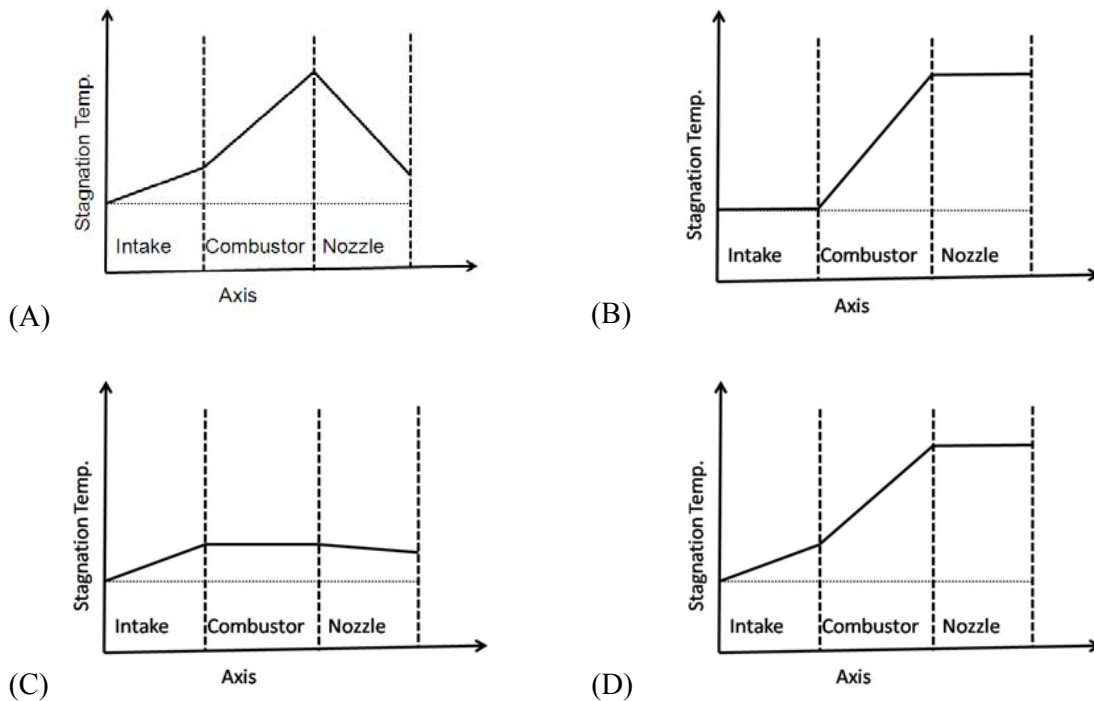 Stagnation Temp.
Intake
Combustor
Nozzle
Axis
(A)
Stagnation Temp.
Intake
Combustor
Nozzle
Axis
(B)
Stagnation Temp.
Intake
Combustor
Nozzle
Axis
(C)
Stagnation Temp.
Intake
Combustor
Nozzle
Axis
(D)